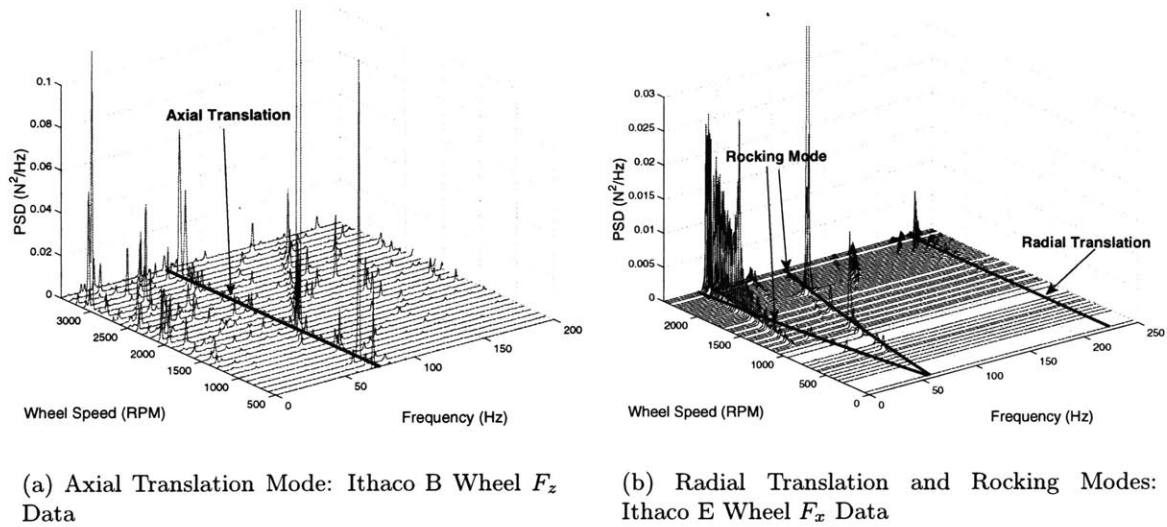 0.1
0.08
0.06
0.04
0.02
0
PSD (N²/Hz)
Axial Translation
3000
2500
2000
1500
1000
500
Wheel Speed (RPM)
0
50
100
150
200
Frequency (Hz)
(a) Axial Translation Mode: Ithaco B Wheel Fz
Data
0.03
0.025
0.02
0.015
0.01
0.005
0
PSD (N²/Hz)
Rocking Mode
Radial Translation
2000
1500
1000
500
0
Wheel Speed (RPM)
0
50
100
150
200
250
Frequency (Hz)
(b) Radial Translation and Rocking Modes:
Ithaco E Wheel Fx Data